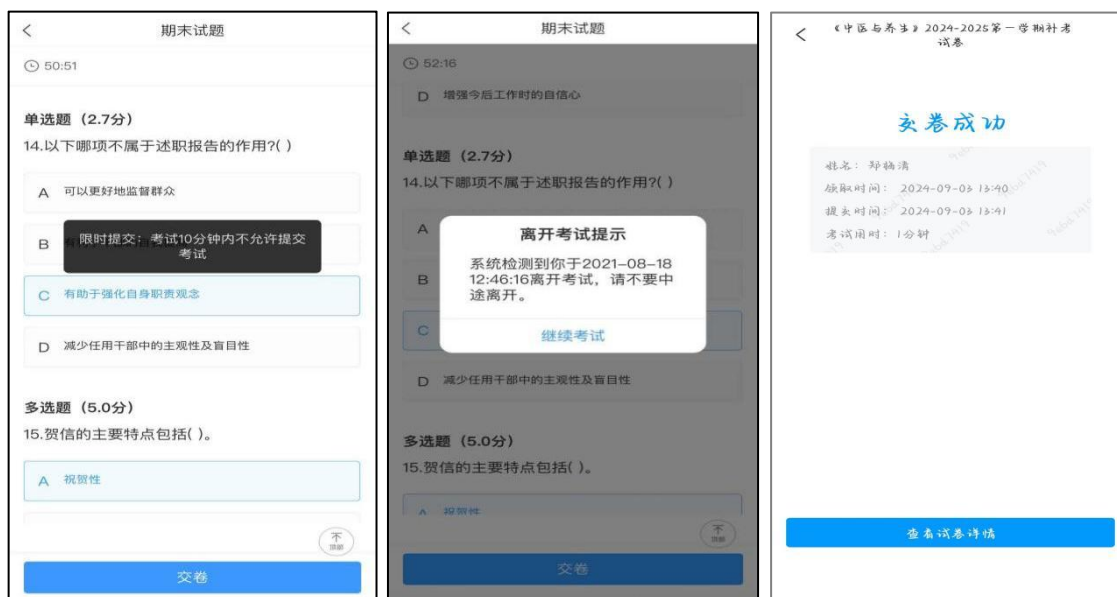 期末试题
50:51
单选题（2.7分）
14.以下哪项不属于述职报告的作用?( )
A 可以更好地监督群众
B
限时提交：考试10分钟内不允许提交
考试
C 有助于强化自身职责观念
D 减少任用干部中的主观性及盲目性
多选题（5.0分）
15.贺信的主要特点包括( )。
A 祝贺性
顶部
交卷
期末试题
52:16
D 增强今后工作时的自信心
单选题（2.7分）
14.以下哪项不属于述职报告的作用?( )
A
离开考试提示
B
系统检测到你于2021-08-18
12:46:16离开考试，请不要中
途离开。
C
继续考试
D 减少任用干部中的主观性及盲目性
多选题（5.0分）
15.贺信的主要特点包括( )。
A 祝贺性
顶部
交卷
《中医与养生》2024-2025第一学期补考
试卷
交卷成功
姓名：郑楠清
领取时间：2024-09-03 13:40
提交时间：2024-09-03 13:41
考试用时：1分钟
查看试卷详情